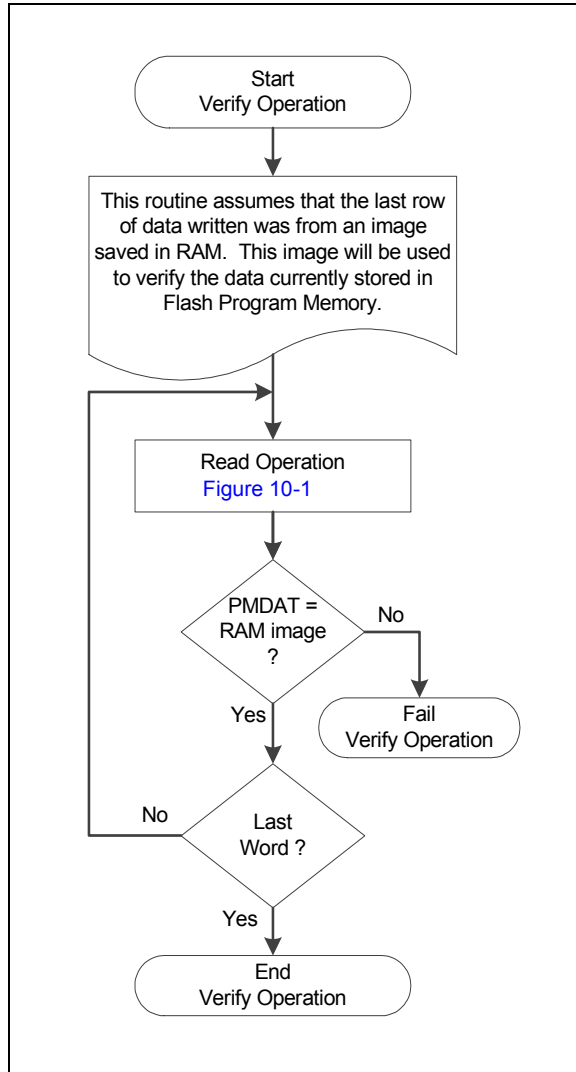 Start
Verify Operation
This routine assumes that the last row
of data written was from an image
saved in RAM. This image will be used
to verify the data currently stored in
Flash Program Memory.
Read Operation
Figure 10-1
PMDAT =
RAM image
?
No
Fail
Verify Operation
Yes
No
Last
Word ?
Yes
End
Verify Operation